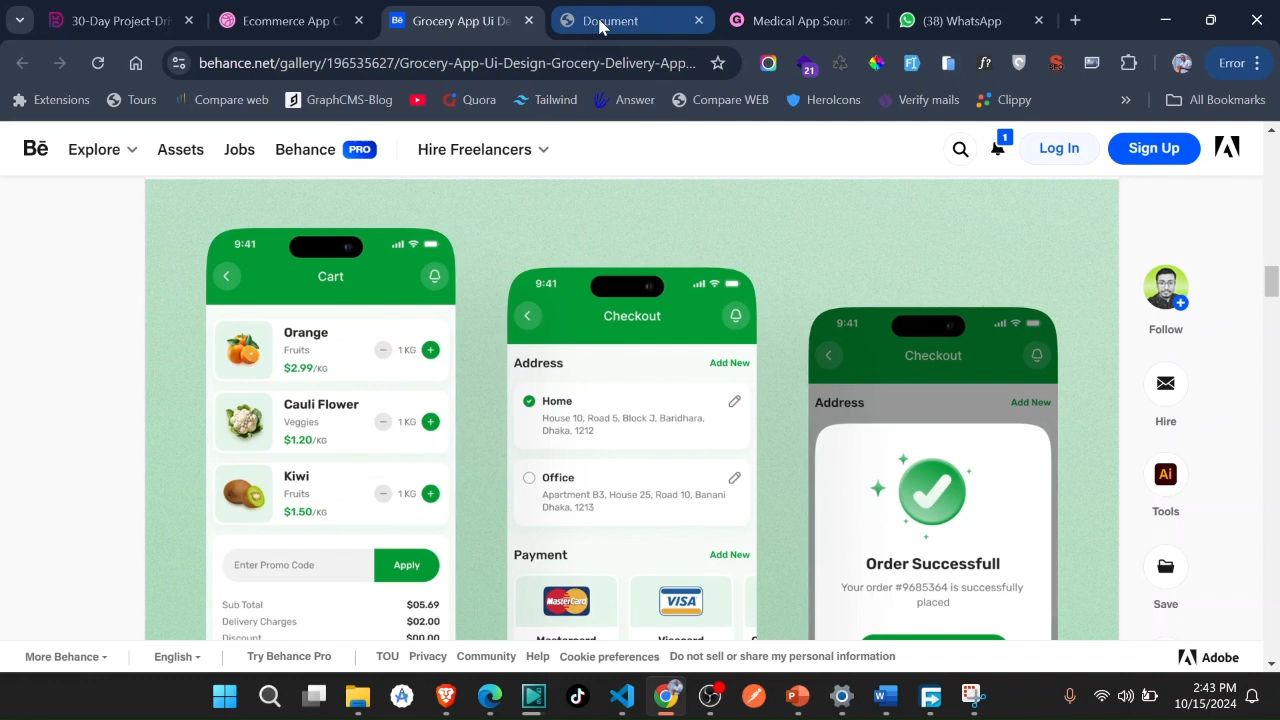 30-Day Project-Dri
Ecommerce App C
Bē Grocery App Ui De
Document
Medical App Sourc
(38) WhatsApp
behance.net/gallery/196535627/Grocery-App-Ui-Design-Grocery-Delivery-App...
21
Error
Extensions
Tours
Compare web
GraphCMS-Blog
Quora
Tailwind
Answer
Compare WEB
HeroIcons
Verify mails
Clippy
All Bookmarks
Bē
Explore
Assets
Jobs
Behance PRO
Hire Freelancers
1
Log In
Sign Up
9:41
Cart
Orange
Fruits
1 KG
$2.99/KG
Cauli Flower
Veggies
1 KG
$1.20/KG
Kiwi
Fruits
1 KG
$1.50/KG
Enter Promo Code
Apply
Sub Total $05.69
Delivery Charges $02.00
Discount $00.00
9:41
Checkout
Address Add New
Home
House 10, Road 5, Block J, Baridhara,
Dhaka, 1212
Office
Apartment B3, House 25, Road 10, Banani
Dhaka, 1213
Payment Add New
MasterCard
VISA
Mastercard
Visacard
9:41
Checkout
Address Add New
Order Successfull
Your order #9685364 is successfully
placed
Follow
Hire
Ai
Tools
Save
More Behance
English
Try Behance Pro
TOU
Privacy
Community
Help
Cookie preferences
Do not sell or share my personal information
Adobe
2:43 PM
10/15/2024